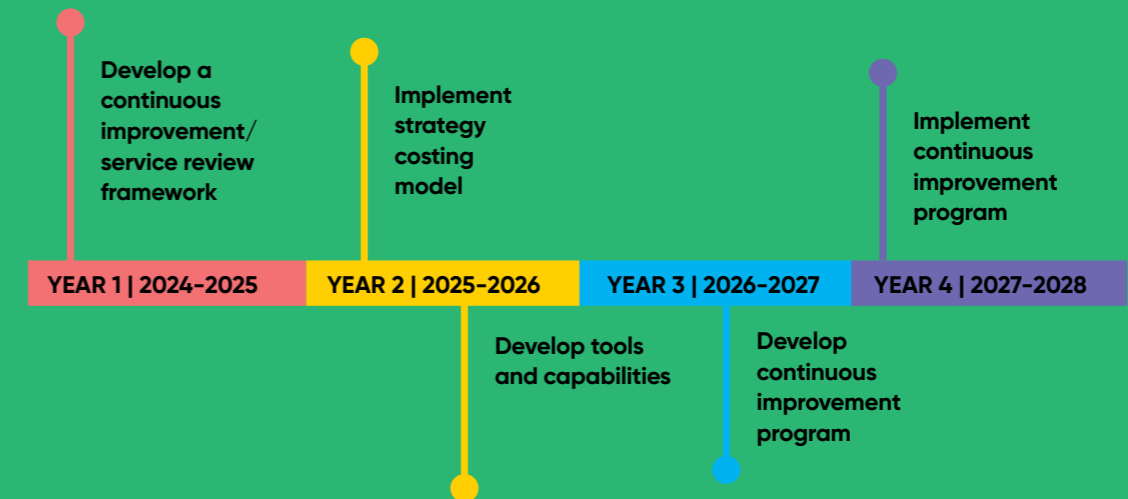 Develop a
continuous
improvement/
service review
framework
Implement
strategy
costing
model
Implement
continuous
improvement
program
YEAR 1 | 2024-2025
YEAR 2 | 2025-2026
YEAR 3 | 2026-2027
YEAR 4 | 2027-2028
Develop tools
and capabilities
Develop
continuous
improvement
program